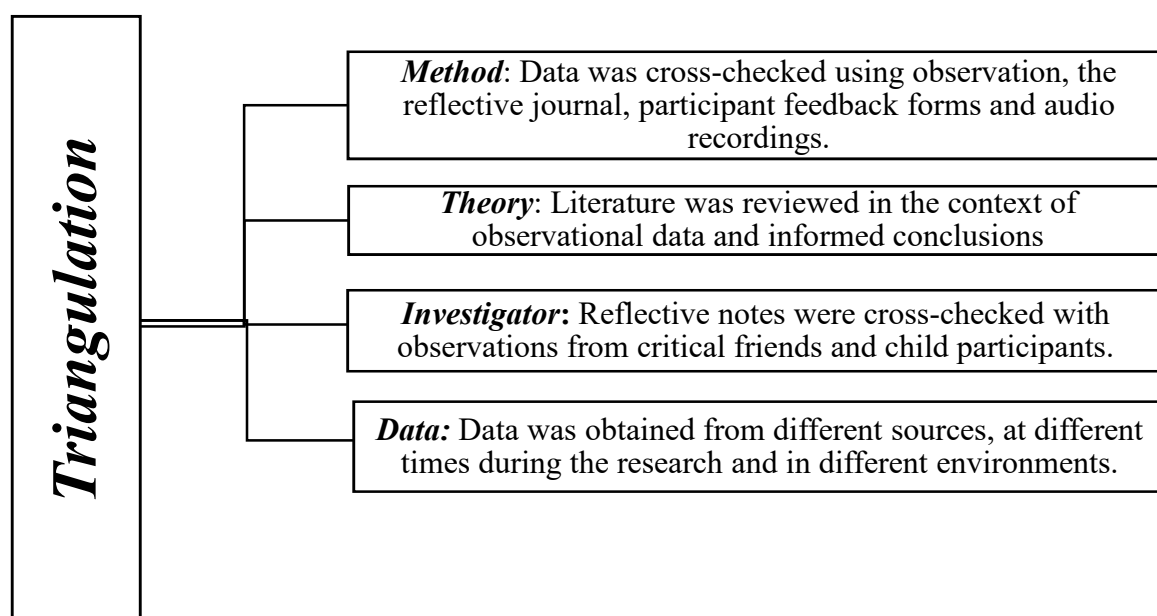 Triangulation
Method: Data was cross-checked using observation, the
reflective journal, participant feedback forms and audio
recordings.
Theory: Literature was reviewed in the context of
observational data and informed conclusions
Investigator: Reflective notes were cross-checked with
observations from critical friends and child participants.
Data: Data was obtained from different sources, at different
times during the research and in different environments.